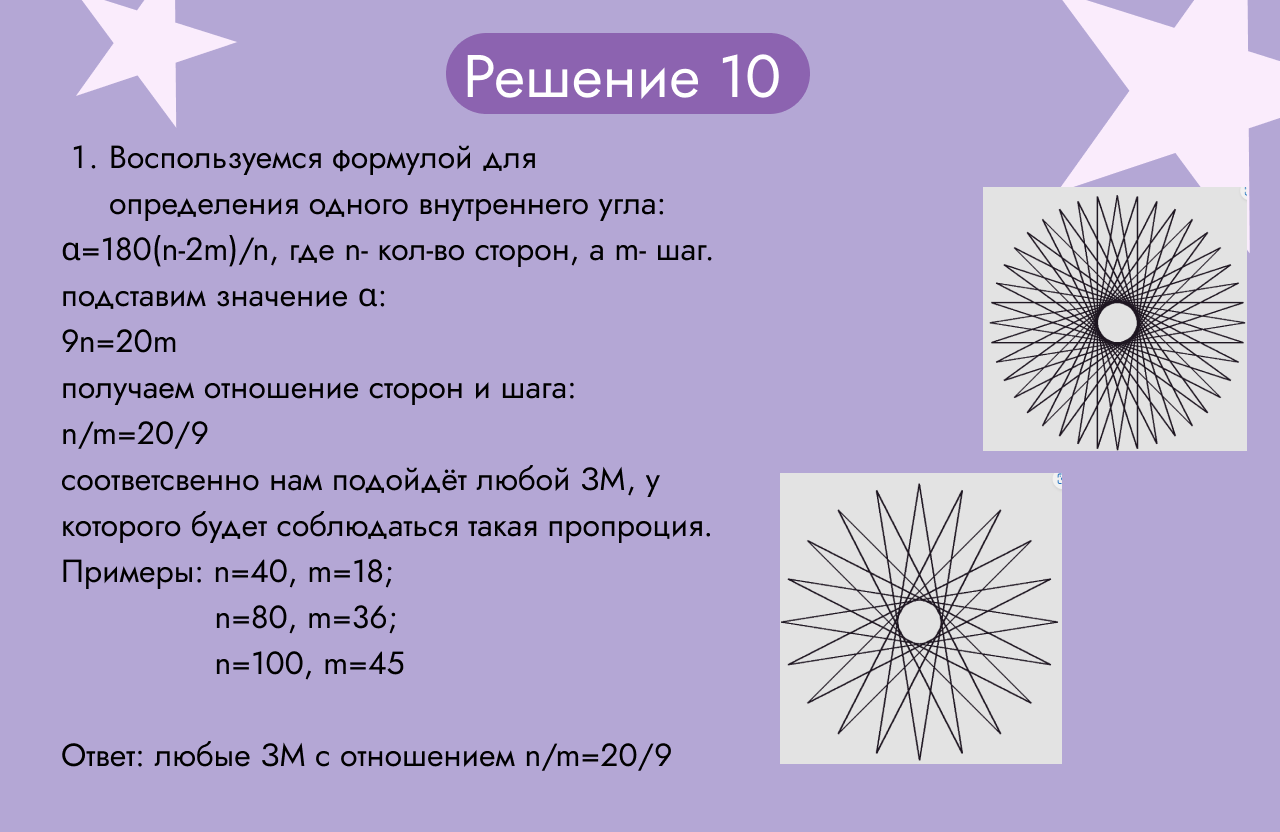 Решение 10
1. Воспользуемся формулой для
определения одного внутреннего угла:
α=180(n-2m)/n, где n- кол-во сторон, а m- шаг.
подставим значение α:
9n=20m
получаем отношение сторон и шага:
n/m=20/9
соответсвенно нам подойдёт любой ЗМ, у
которого будет соблюдаться такая пропроция.
Примеры: n=40, m=18;
n=80, m=36;
n=100, m=45
Ответ: любые ЗМ с отношением n/m=20/9